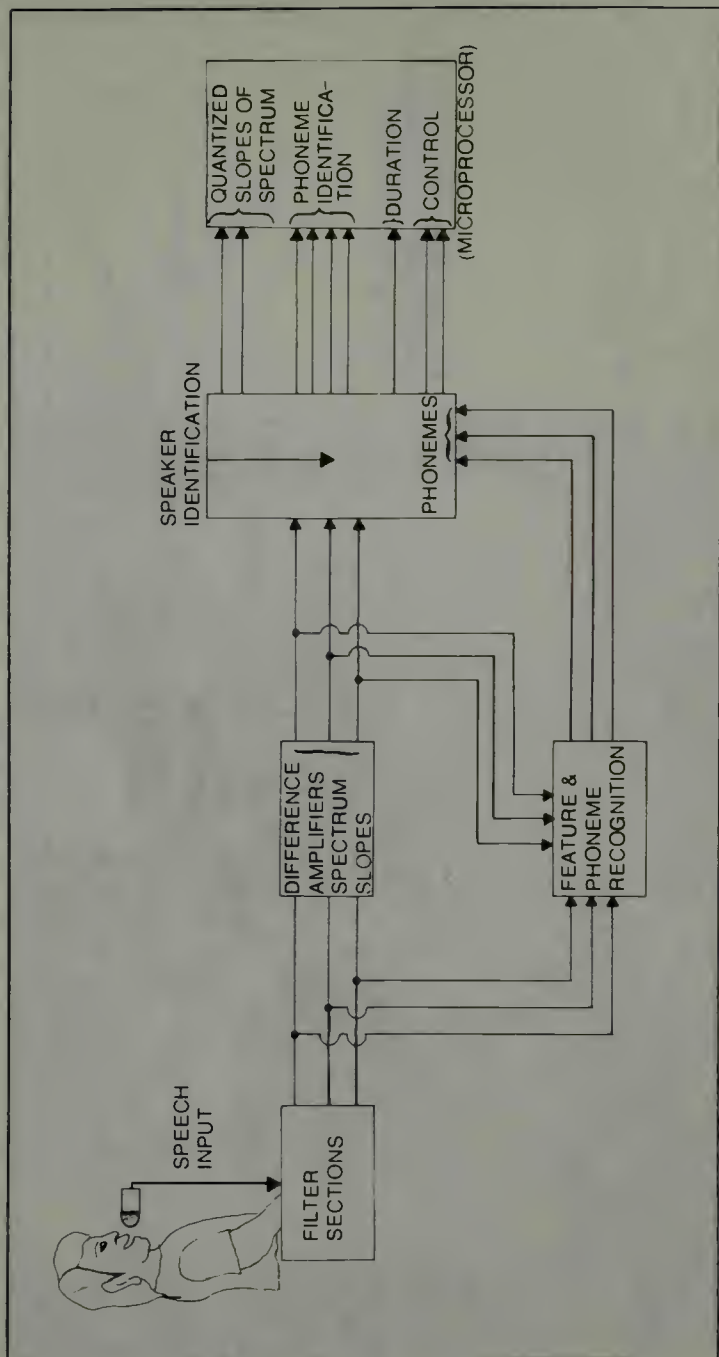 SPEECH
INPUT
FILTER
SECTIONS
DIFFERENCE
AMPLIFIERS
SPECTRUM
SLOPES
FEATURE &
PHONEME
RECOGNITION
SPEAKER
IDENTIFICATION
PHONEMES
QUANTIZED
SLOPES OF
SPECTRUM
PHONEME
IDENTIFICA-
TION
DURATION
CONTROL
(MICROPROCESSOR)